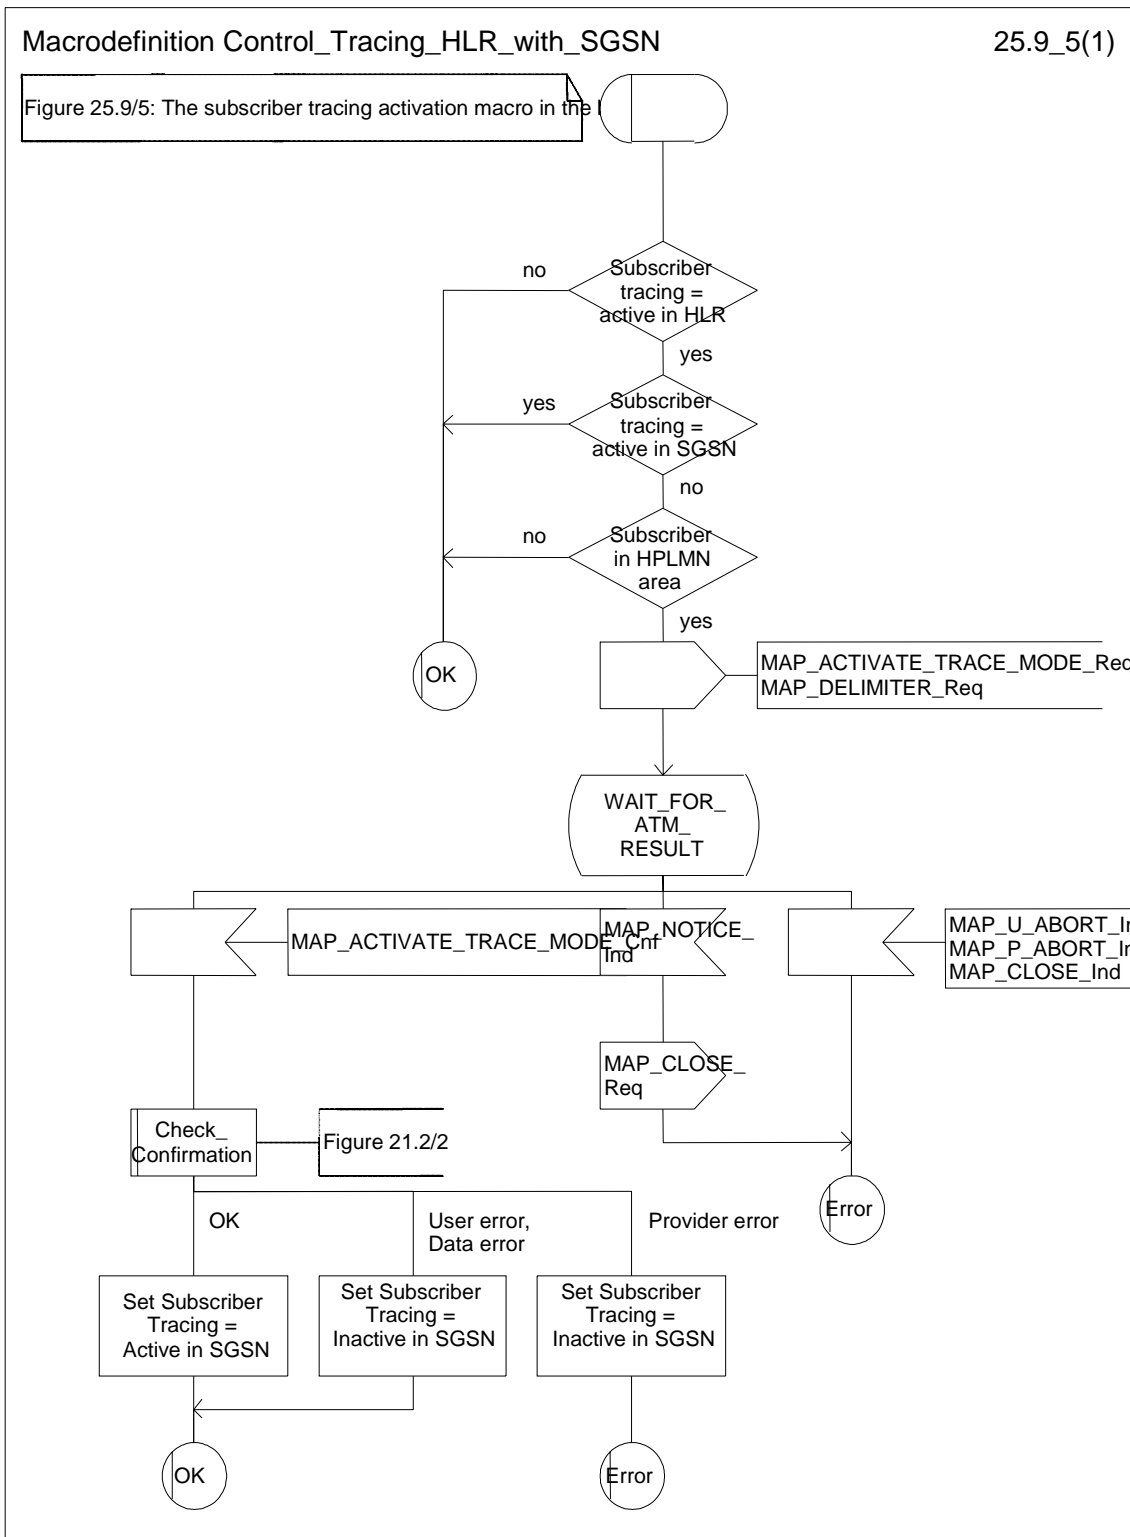 Macrodefinition Control_Tracing_HLR_with_SGSN
25.9_5(1)
Figure 25.9/5: The subscriber tracing activation macro in the
Subscriber
tracing =
active in HLR
no
yes
Subscriber
tracing =
active in SGSN
yes
no
Subscriber
in HPLMN
area
no
yes
OK
MAP_ACTIVATE_TRACE_MODE_Req
MAP_DELIMITER_Req
WAIT_FOR_
ATM_
RESULT
MAP_ACTIVATE_TRACE_MODE_Cnf
MAP_NOTICE_
Ind
MAP_U_ABORT_In
MAP_P_ABORT_In
MAP_CLOSE_Ind
MAP_CLOSE_
Req
Check_
Confirmation
Figure 21.2/2
Error
OK
User error,
Data error
Provider error
Set Subscriber
Tracing =
Active in SGSN
Set Subscriber
Tracing =
Inactive in SGSN
Set Subscriber
Tracing =
Inactive in SGSN
OK
Error